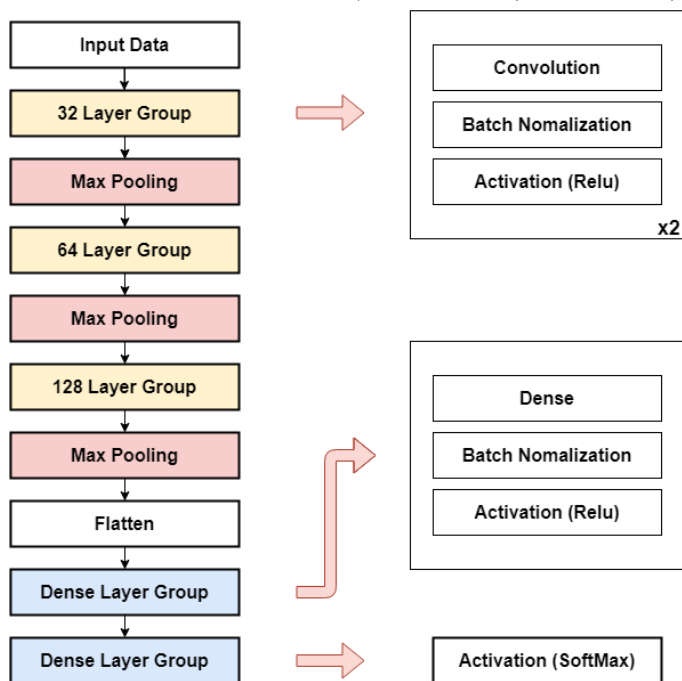 Input Data
32 Layer Group
Max Pooling
64 Layer Group
Max Pooling
128 Layer Group
Max Pooling
Flatten
Dense Layer Group
Dense Layer Group
Convolution
Batch Nomalization
Activation (Relu)
x2
Dense
Batch Nomalization
Activation (Relu)
Activation (SoftMax)